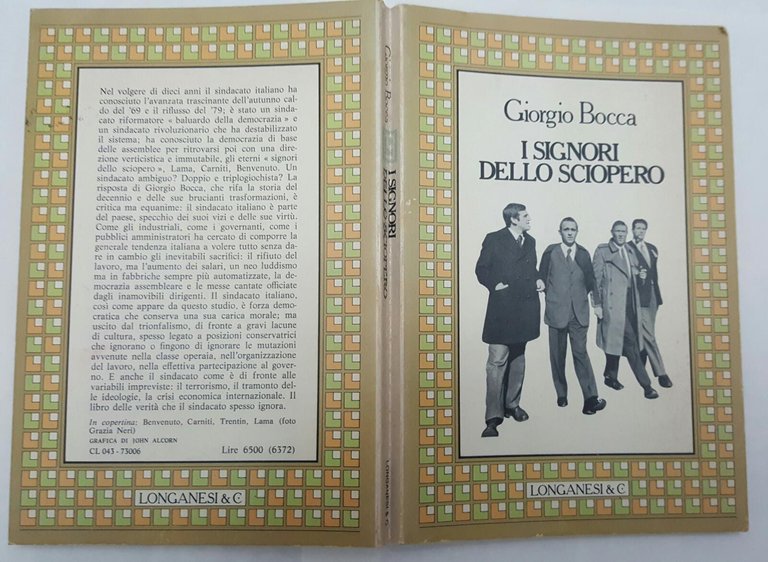 Nel volgere di dieci anni il sindacato italiano ha
conosciuto l'avanzata trascinante dell'autunno cal-
do del '69 e il riflusso del '79; è stato un sinda-
cato riformatore « baluardo della democrazia » e
un sindacato rivoluzionario che ha destabilizzato
il sistema; ha conosciuto la democrazia di base
delle assemblee per ritrovarsi poi con una dire-
zione verticistica e immutabile, gli eterni « signori
dello sciopero », Lama, Carniti, Benvenuto. Un
sindacato ambiguo? Doppio e triplogiochista? La
risposta di Giorgio Bocca, che rifa la storia del
decennio e delle sue brucianti trasformazioni, è
critica ma equanime: il sindacato italiano è parte
del paese, specchio dei suoi vizi e delle sue virtù.
Come gli industriali, come i governanti, come i
pubblici amministratori ha cercato di comporre la
generale tendenza italiana a volere tutto senza da-
re in cambio gli inevitabili sacrifici: il rifiuto del
lavoro, ma l'aumento dei salari, un neo luddismo
ma in fabbriche sempre più automatizzate, la de-
mocrazia assembleare e le messe cantate officiate
dagli inamovibili dirigenti. Il sindacato italiano,
così come appare da questo studio, è forza demo-
cratica che conserva una sua carica morale; ma
uscito dal trionfalismo, di fronte a gravi lacune
di cultura, spesso legato a posizioni conservatrici
che ignorano o fingono di ignorare le mutazioni
avvenute nella classe operaia, nell'organizzazione
del lavoro, nella effettiva partecipazione al gover-
no. E anche il sindacato come è di fronte alle
variabili impreviste: il terrorismo, il tramonto del-
le ideologie, la crisi economica internazionale. Il
libro delle verità che il sindacato spesso ignora.
In copertina: Benvenuto, Carniti, Trentin, Lama (foto
Grazia Neri)
GRAFICA DI JOHN ALCORN
CL 043 - 73006 Lire 6500 (6372)
LONGANESI & C
Giorgio Bocca
I SIGNORI
DELLO SCIOPERO
LONGANESI & C
Giorgio Bocca
I SIGNORI
DELLO SCIOPERO
LONGANESI & C